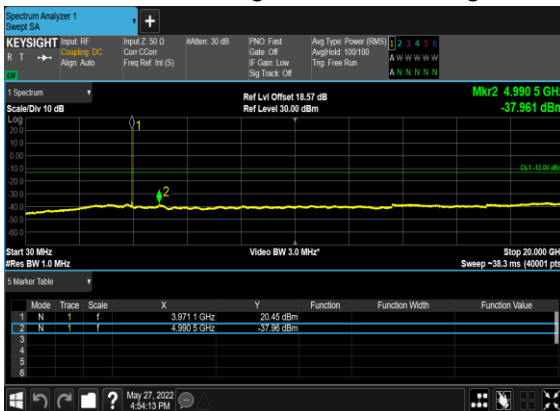 Spectrum Analyzer 1
Swept SA
KEYSIGHT Input: RF Input Z: 50 Ω #Atten: 30 dB PNO: Fast Avg Type: Power (RMS) 1 2 3 4 5 6
R T Coupling: DC Corr CCorr Gate: Off Avg|Hold: 100/100 A W W W W W
Align: Auto Freq Ref: Int (S) IF Gain: Low Trig: Free Run
Sig Track: Off A N N N N N
1 Spectrum Ref Lvl Offset 18.57 dB Mkr2 4.990 5 GHz
Scale/Div 10 dB Ref Level 30.00 dBm -37.961 dBm
Log
20.0
10.0
0.00
-10.0
DL1 -13.00 dBm
-20.0
-30.0
-40.0
-50.0
-60.0
1
2
Start 30 MHz Video BW 3.0 MHz* Stop 20.000 GHz
#Res BW 1.0 MHz Sweep ~38.3 ms (40001 pts)
5 Marker Table
Mode Trace Scale X Y Function Function Width Function Value
1 N 1 f 3.971 1 GHz 20.45 dBm
2 N 1 f 4.990 5 GHz -37.96 dBm
3
4
5
6
? May 27, 2022
4:54:13 PM